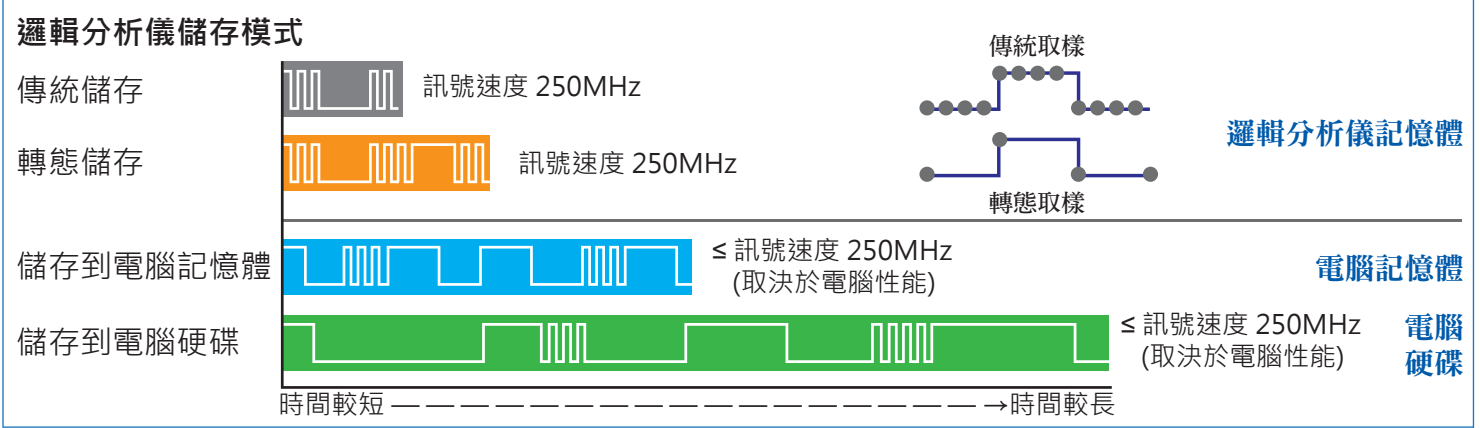 邏輯分析儀儲存模式
傳統儲存
訊號速度 250MHz
傳統取樣
邏輯分析儀記憶體
轉態儲存
訊號速度 250MHz
轉態取樣
儲存到電腦記憶體
≤ 訊號速度 250MHz
(取決於電腦性能)
電腦記憶體
儲存到電腦硬碟
≤ 訊號速度 250MHz
(取決於電腦性能)
電腦
硬碟
時間較短 — — — — — — — — — — — — — — — — — →時間較長